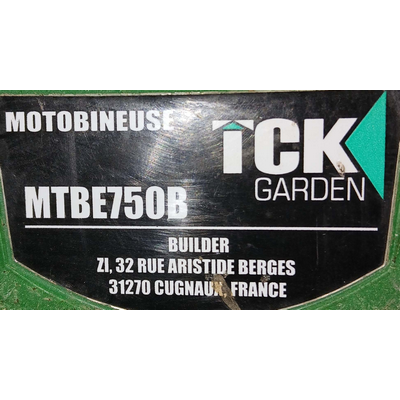 MOTOBINEUSE
TCK
GARDEN
MTBE750B
BUILDER
ZI, 32 RUE ARISTIDE BERGES
31270 CUGNAUX, FRANCE